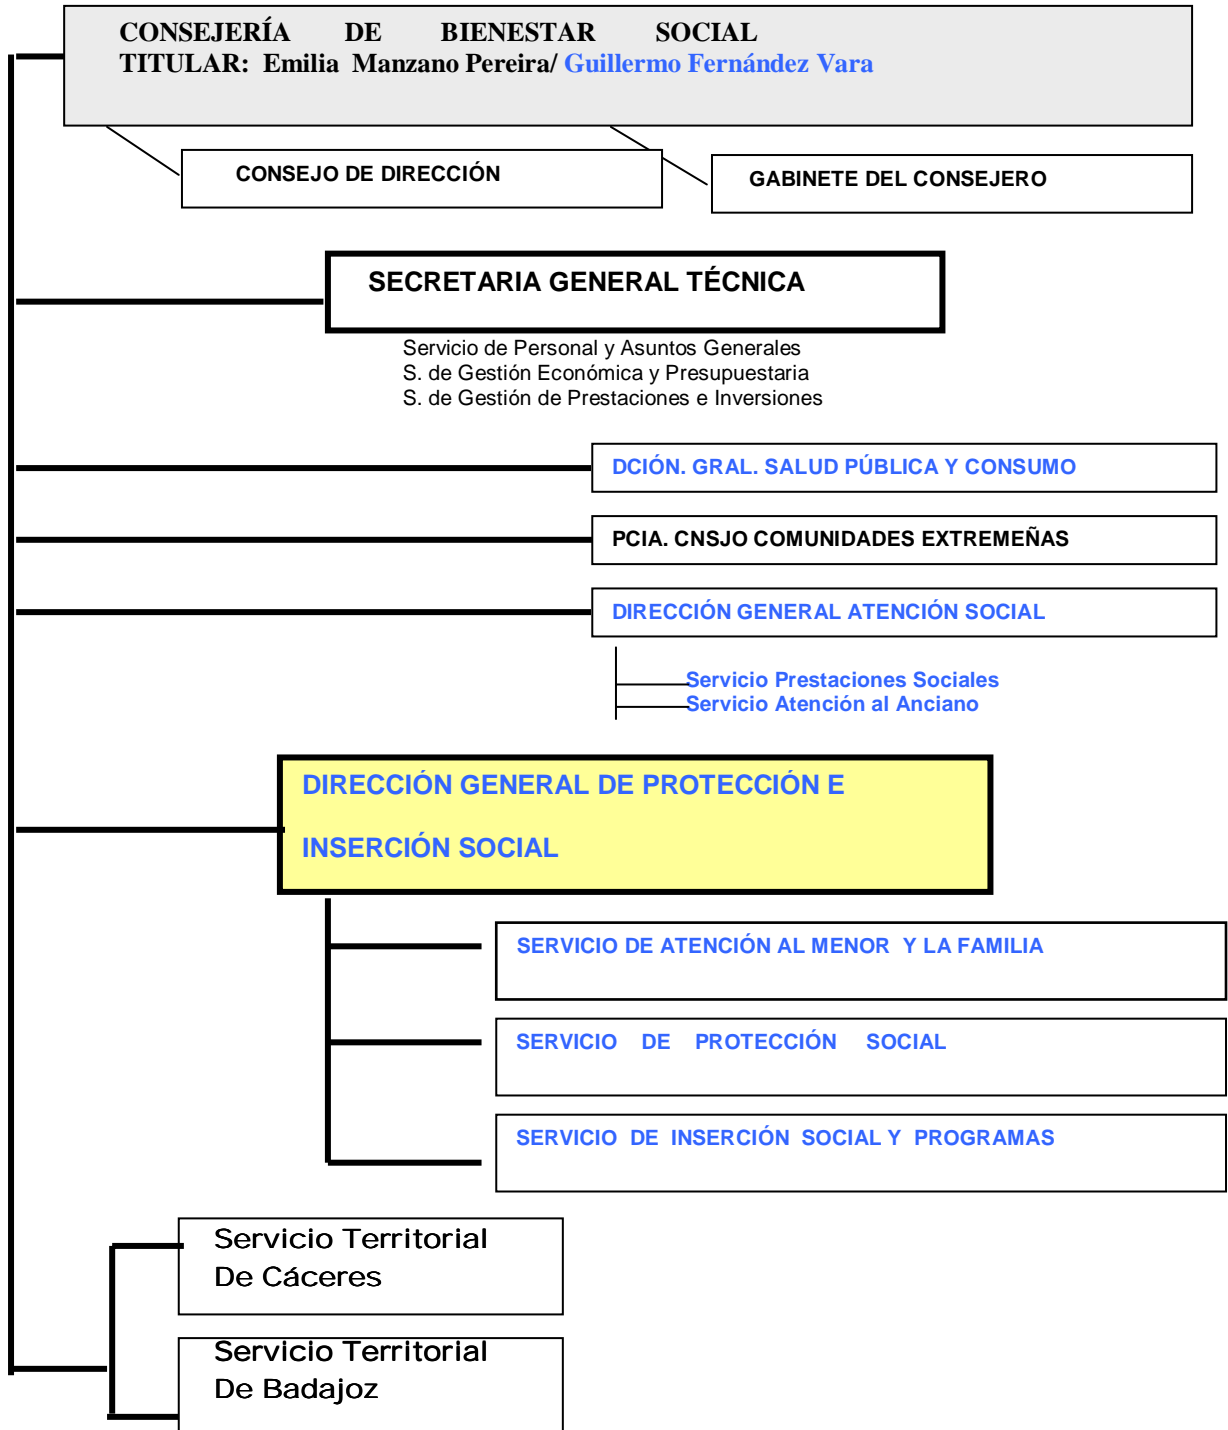 CONSEJERÍA DE BIENESTAR SOCIAL
TITULAR: Emilia Manzano Pereira/ Guillermo Fernández Vara
CONSEJO DE DIRECCIÓN
GABINETE DEL CONSEJERO
SECRETARIA GENERAL TÉCNICA
Servicio de Personal y Asuntos Generales
S. de Gestión Económica y Presupuestaria
S. de Gestión de Prestaciones e Inversiones
DCIÓN. GRAL. SALUD PÚBLICA Y CONSUMO
PCIA. CNSJO COMUNIDADES EXTREMEÑAS
DIRECCIÓN GENERAL ATENCIÓN SOCIAL
Servicio Prestaciones Sociales
Servicio Atención al Anciano
DIRECCIÓN GENERAL DE PROTECCIÓN E
INSERCIÓN SOCIAL
SERVICIO DE ATENCIÓN AL MENOR Y LA FAMILIA
SERVICIO DE PROTECCIÓN SOCIAL
SERVICIO DE INSERCIÓN SOCIAL Y PROGRAMAS
Servicio Territorial
De Cáceres
Servicio Territorial
De Badajoz